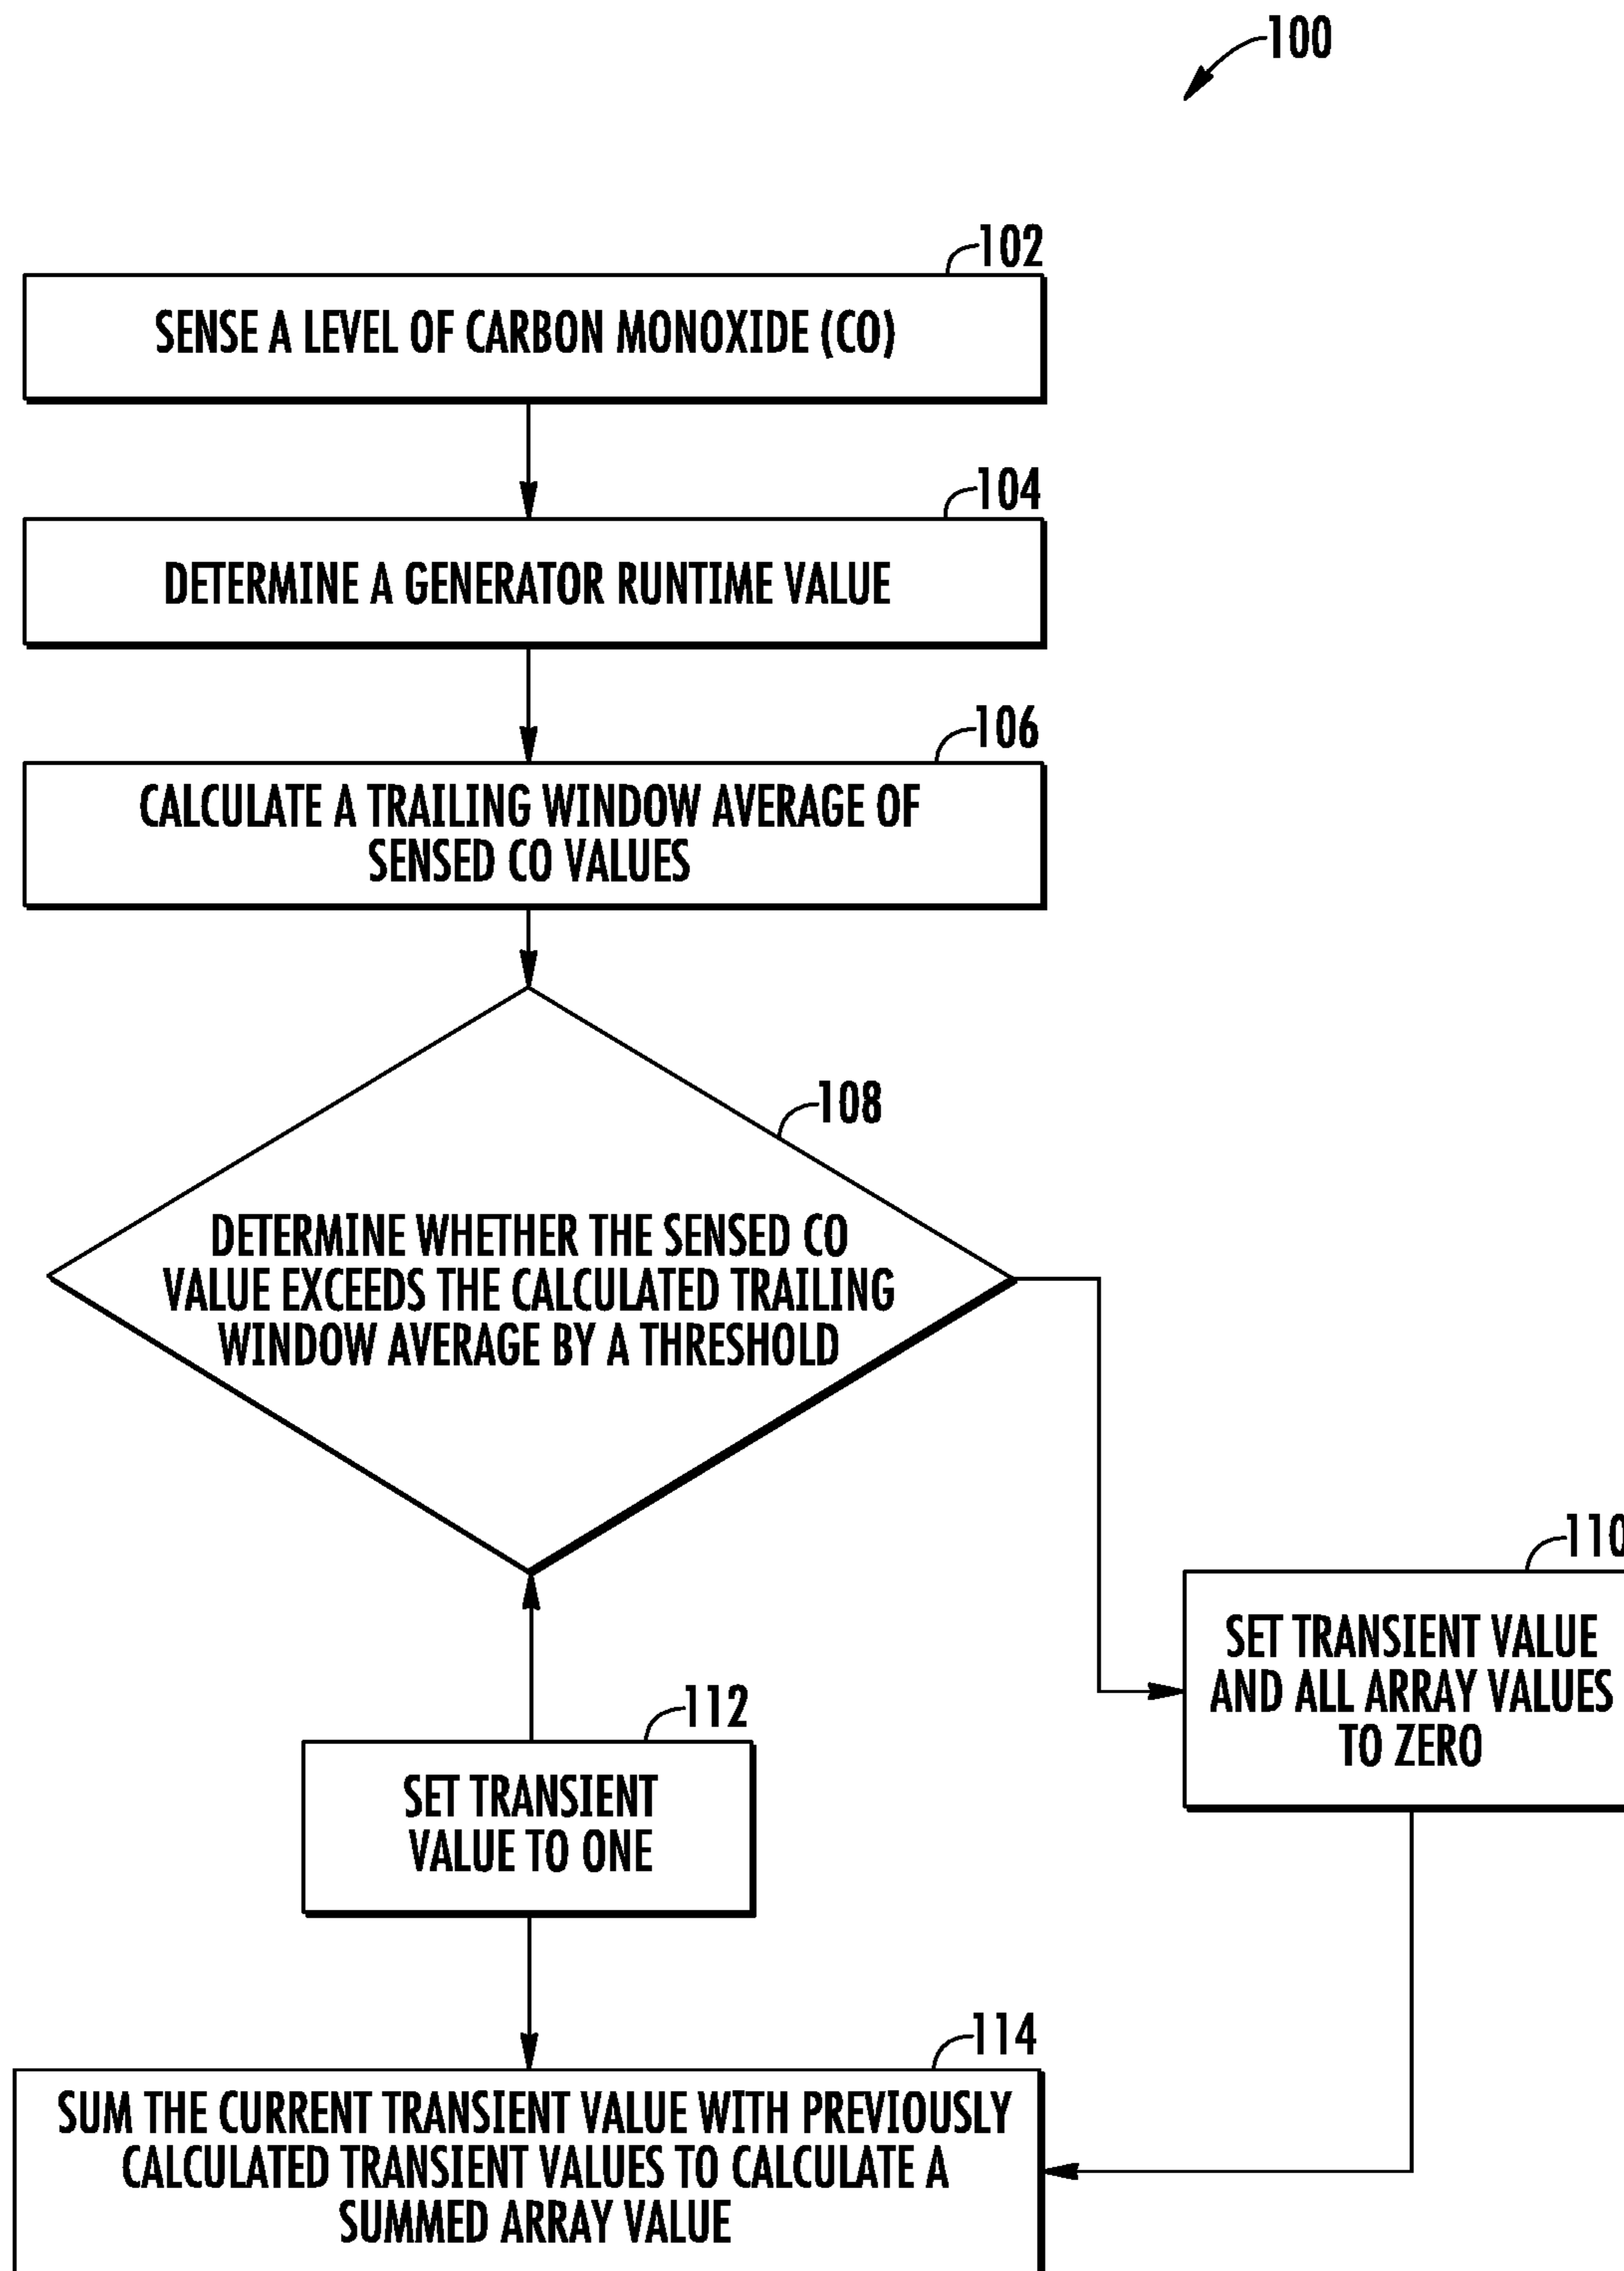 100
102
SENSE A LEVEL OF CARBON MONOXIDE (CO)
104
DETERMINE A GENERATOR RUNTIME VALUE
106
CALCULATE A TRAILING WINDOW AVERAGE OF
SENSED CO VALUES
108
DETERMINE WHETHER THE SENSED CO
VALUE EXCEEDS THE CALCULATED TRAILING
WINDOW AVERAGE BY A THRESHOLD
110
SET TRANSIENT VALUE
AND ALL ARRAY VALUES
TO ZERO
112
SET TRANSIENT
VALUE TO ONE
114
SUM THE CURRENT TRANSIENT VALUE WITH PREVIOUSLY
CALCULATED TRANSIENT VALUES TO CALCULATE A
SUMMED ARRAY VALUE